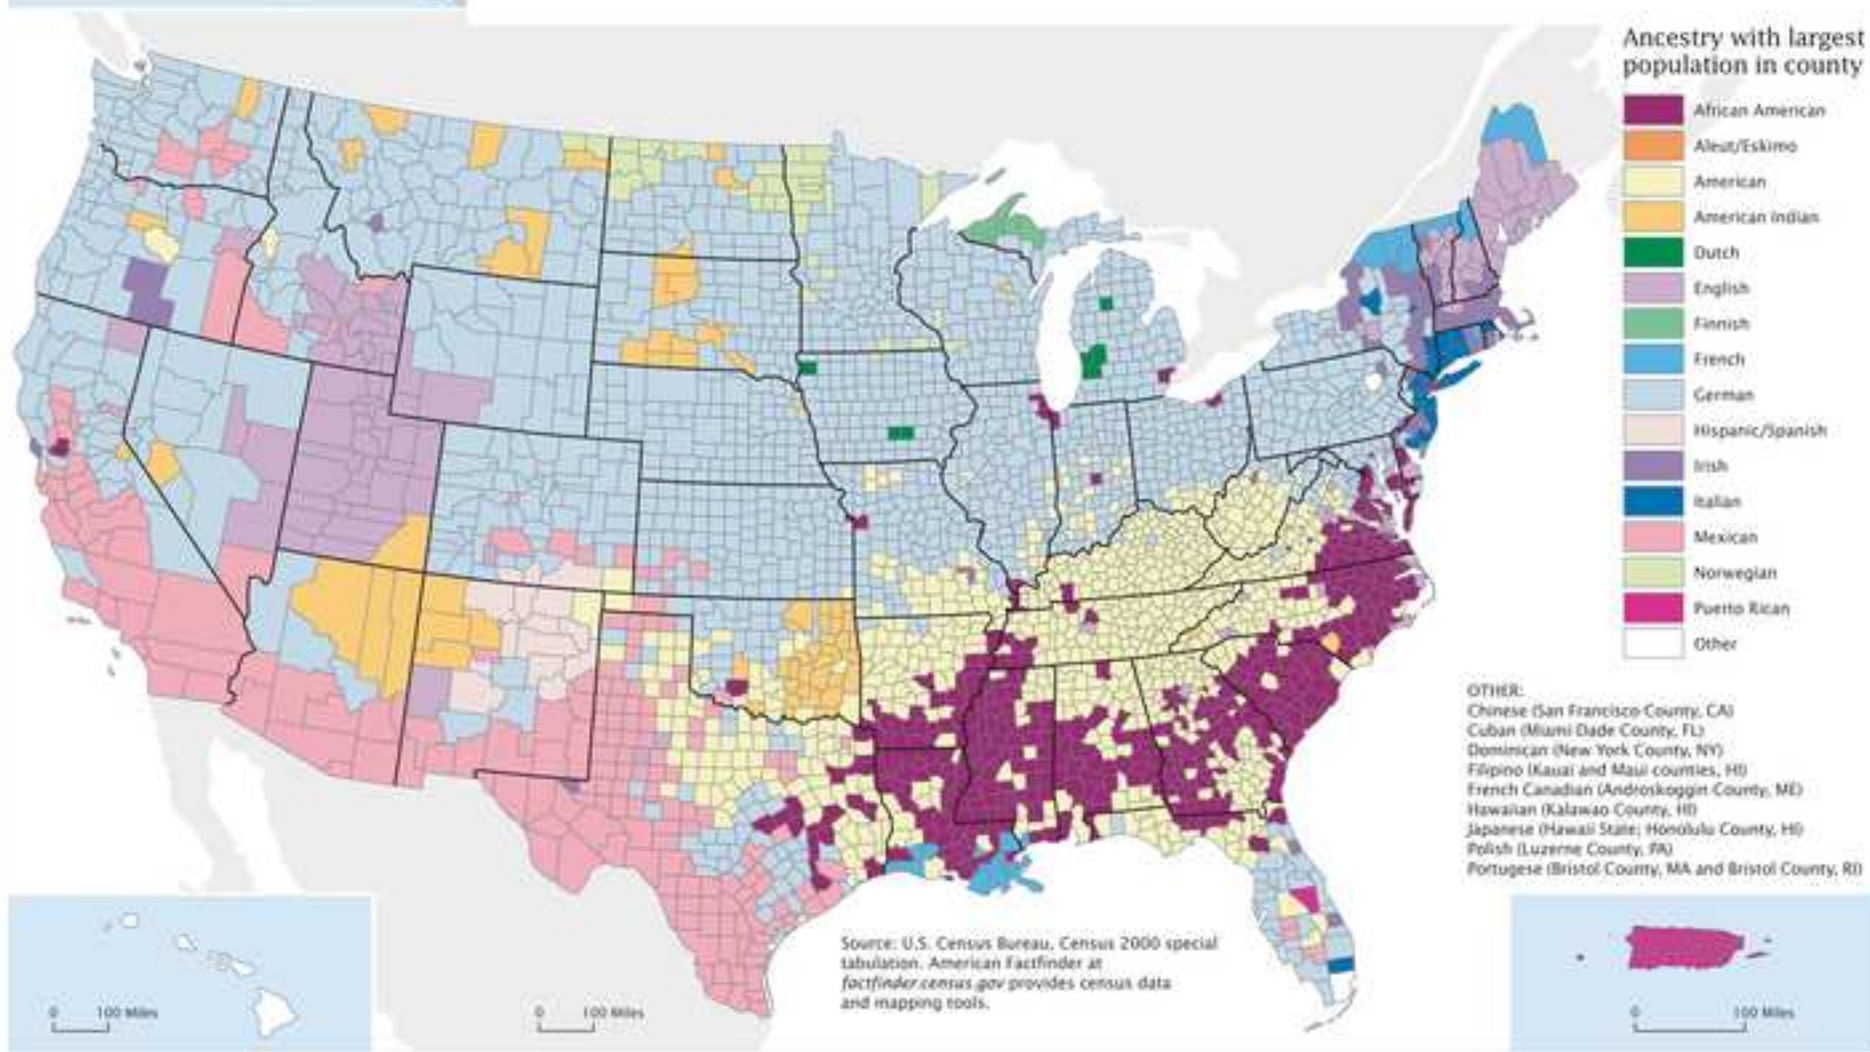 Ancestry with largest
population in county
African American
Aleut/Eskimo
American
American Indian
Dutch
English
Finnish
French
German
Hispanic/Spanish
Irish
Italian
Mexican
Norwegian
Puerto Rican
Other
OTHER:
Chinese (San Francisco County, CA)
Cuban (Miami Dade County, FL)
Dominican (New York County, NY)
Filipino (Kauai and Maui counties, HI)
French Canadian (Androskoggin County, ME)
Hawaiian (Kalawao County, HI)
Japanese (Hawaii State; Honolulu County, HI)
Polish (Luzerne County, PA)
Portugese (Bristol County, MA and Bristol County, RI)
Source: U.S. Census Bureau, Census 2000 special
tabulation. American Factfinder at
factfinder.census.gov provides census data
and mapping tools.
0 100 Miles
0 100 Miles
0 100 Miles